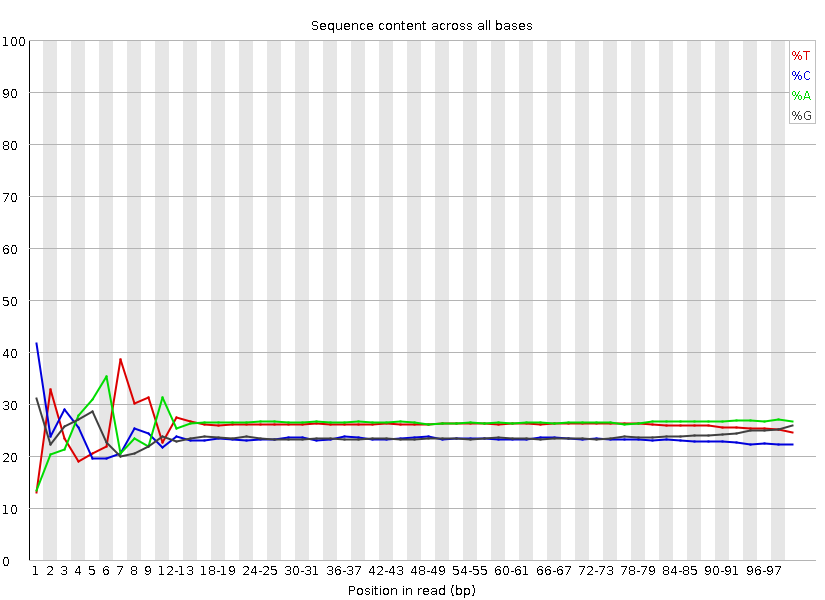 Sequence content across all bases
100
90
80
70
60
50
40
30
20
10
0
%T
%C
%A
%G
1 2 3 4 5 6 7 8 9 12-13 18-19 24-25 30-31 36-37 42-43 48-49 54-55 60-61 66-67 72-73 78-79 84-85 90-91 96-97
Position in read (bp)